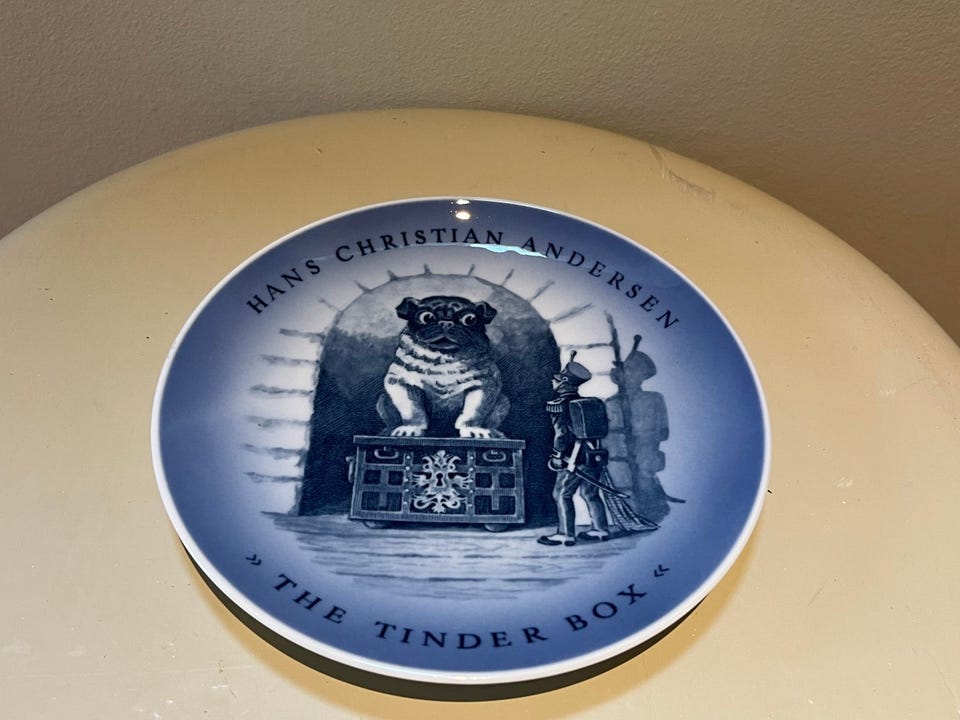 HANS CHRISTIAN ANDERSEN
» THE TINDER BOX «